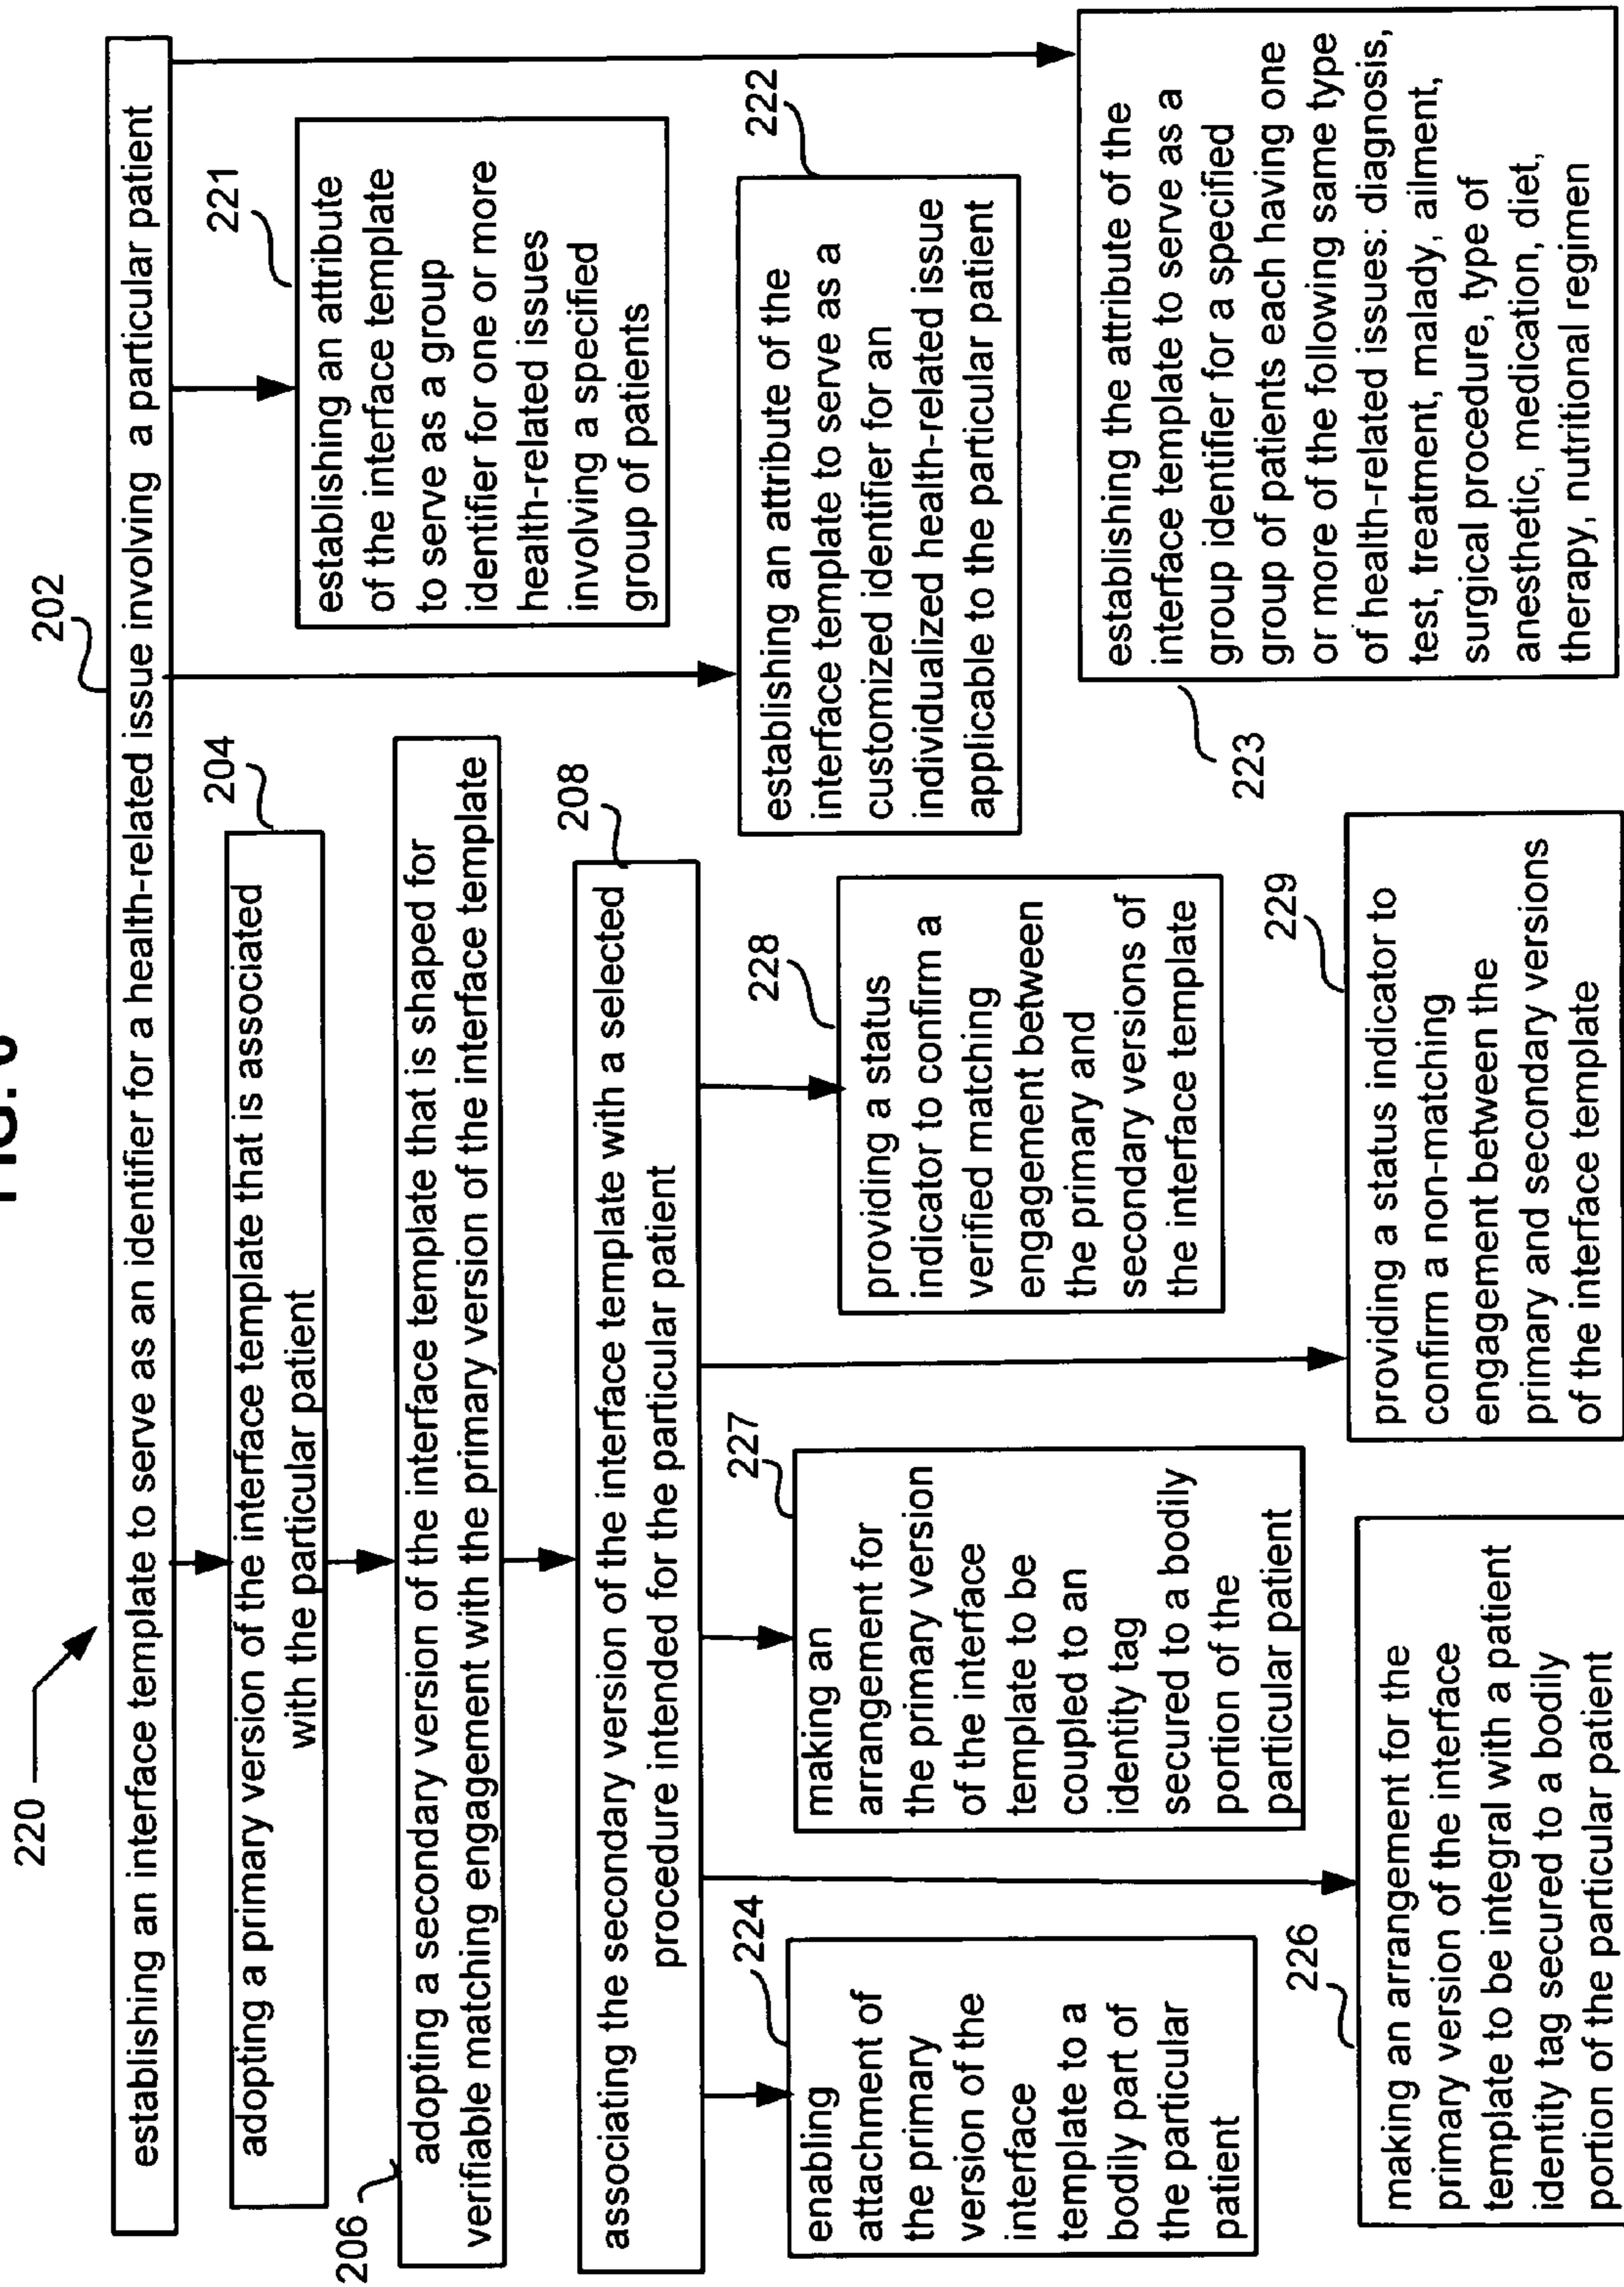 220
202
establishing an interface template to serve as an identifier for a health-related issue involving a particular patient
204
adopting a primary version of the interface template that is associated
with the particular patient
206
adopting a secondary version of the interface template that is shaped for
verifiable matching engagement with the primary version of the interface template
208
associating the secondary version of the interface template with a selected
procedure intended for the particular patient
221
establishing an attribute
of the interface template
to serve as a group
identifier for one or more
health-related issues
involving a specified
group of patients
222
establishing an attribute of the
interface template to serve as a
customized identifier for an
individualized health-related issue
applicable to the particular patient
223
establishing the attribute of the
interface template to serve as a
group identifier for a specified
group of patients each having one
or more of the following same type
of health-related issues: diagnosis,
test, treatment, malady, ailment,
surgical procedure, type of
anesthetic, medication, diet,
therapy, nutritional regimen
224
enabling
attachment of
the primary
version of the
interface
template to a
bodily part of
the particular
patient
227
making an
arrangement for
the primary version
of the interface
template to be
coupled to an
identity tag
secured to a bodily
portion of the
particular patient
228
providing a status
indicator to confirm a
verified matching
engagement between
the primary and
secondary versions of
the interface template
226
making an arrangement for the
primary version of the interface
template to be integral with a patient
identity tag secured to a bodily
portion of the particular patient
229
providing a status indicator to
confirm a non-matching
engagement between the
primary and secondary versions
of the interface template